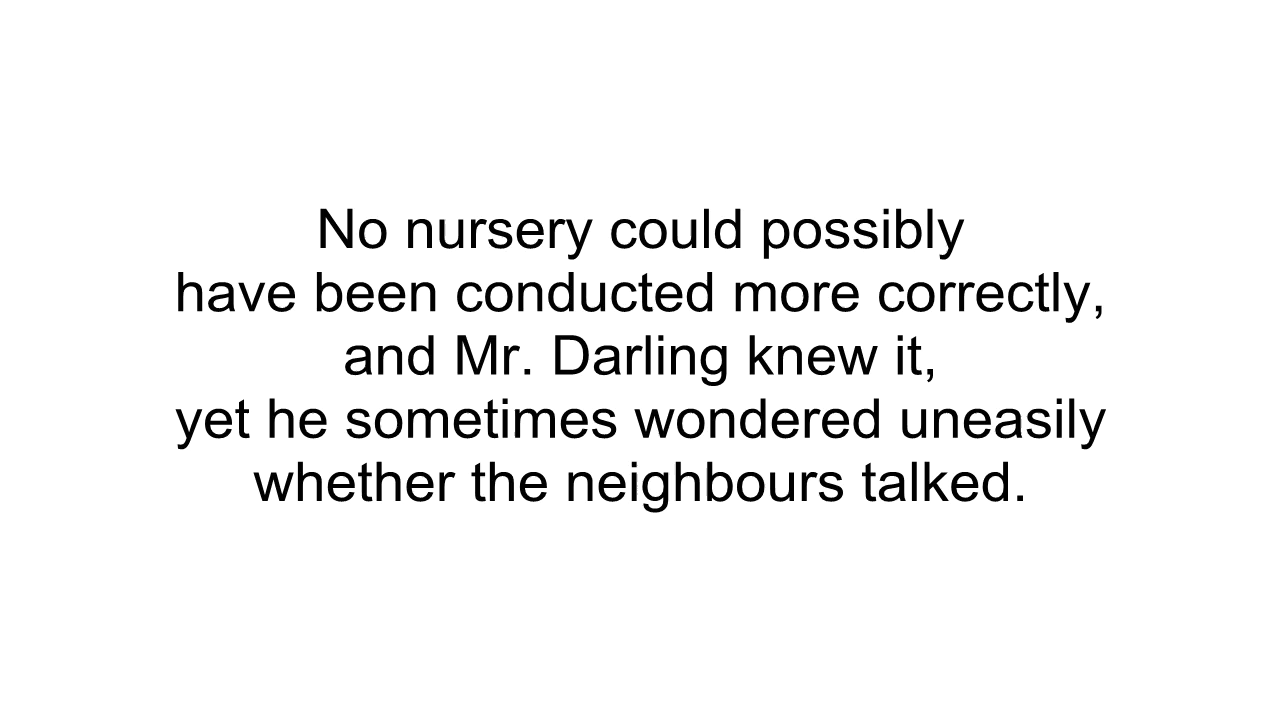 No nursery could possibly
have been conducted more correctly,
and Mr. Darling knew it,
yet he sometimes wondered uneasily
whether the neighbours talked.